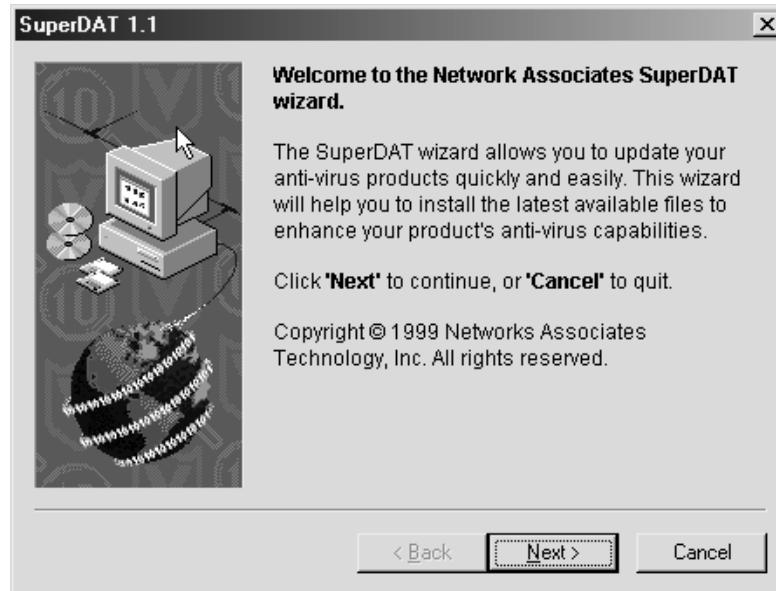 SuperDAT 1.1
Welcome to the Network Associates SuperDAT
wizard.
The SuperDAT wizard allows you to update your
anti-virus products quickly and easily. This wizard
will help you to install the latest available files to
enhance your product's anti-virus capabilities.
Click 'Next' to continue, or 'Cancel' to quit.
Copyright © 1999 Networks Associates
Technology, Inc. All rights reserved.
< Back
Next >
Cancel